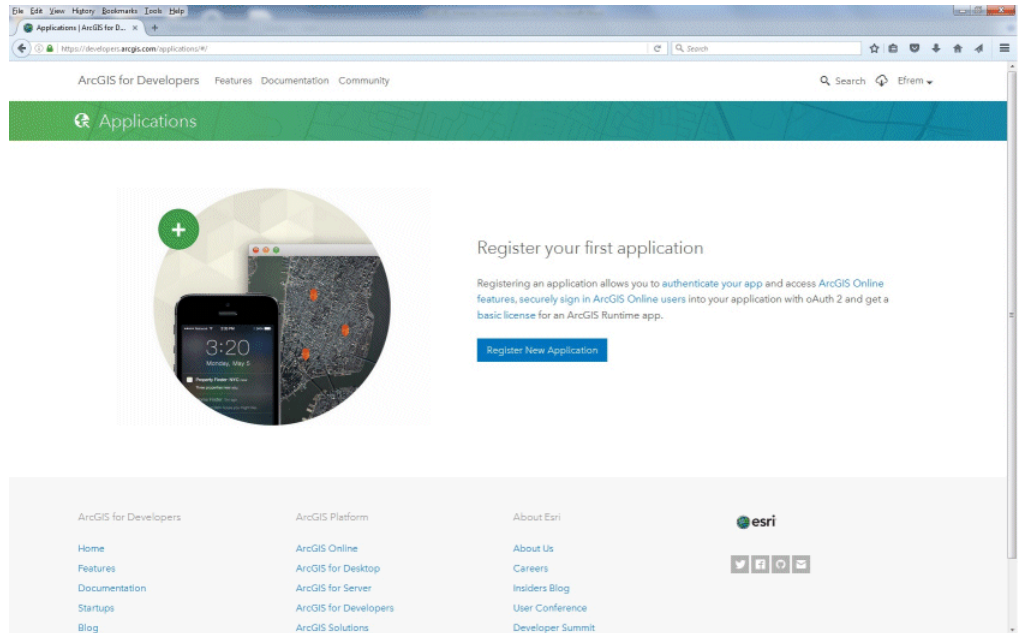 File Edit View History Bookmarks Tools Help
Applications | ArcGIS for D... × +
https://developers.arcgis.com/applications/#/
Search
ArcGIS for Developers Features Documentation Community
Search Efrem
Applications
+
3:20
Monday, May 5
Property Finder NYC
Register your first application
Registering an application allows you to authenticate your app and access ArcGIS Online
features, securely sign in ArcGIS Online users into your application with oAuth 2 and get a
basic license for an ArcGIS Runtime app.
Register New Application
ArcGIS for Developers
Home
Features
Documentation
Startups
Blog
ArcGIS Platform
ArcGIS Online
ArcGIS for Desktop
ArcGIS for Server
ArcGIS for Developers
ArcGIS Solutions
About Esri
About Us
Careers
Insiders Blog
User Conference
Developer Summit
esri